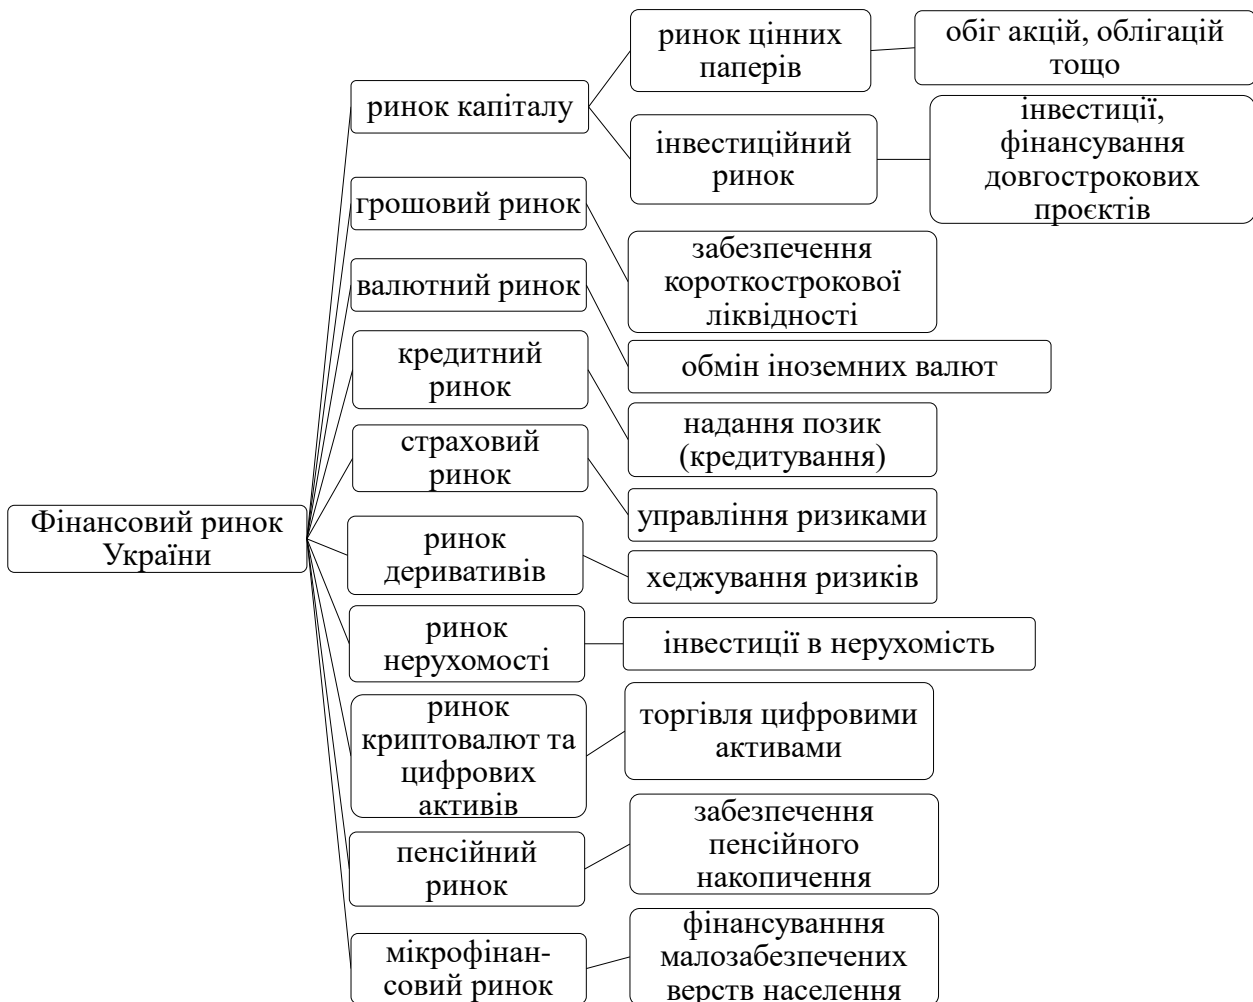 Фінансовий ринок
України
ринок капіталу
ринок цінних
паперів
обіг акцій, облігацій
тощо
інвестиційний
ринок
інвестиції,
фінансування
довгострокових
проєктів
грошовий ринок
забезпечення
короткострокової
ліквідності
валютний ринок
обмін іноземних валют
кредитний
ринок
надання позик
(кредитування)
страховий
ринок
управління ризиками
ринок
деривативів
хеджування ризиків
ринок
нерухомості
інвестиції в нерухомість
ринок
криптовалют та
цифрових
активів
торгівля цифровими
активами
пенсійний
ринок
забезпечення
пенсійного
накопичення
мікрофінан-
совий ринок
фінансуванння
малозабезпечених
верств населення